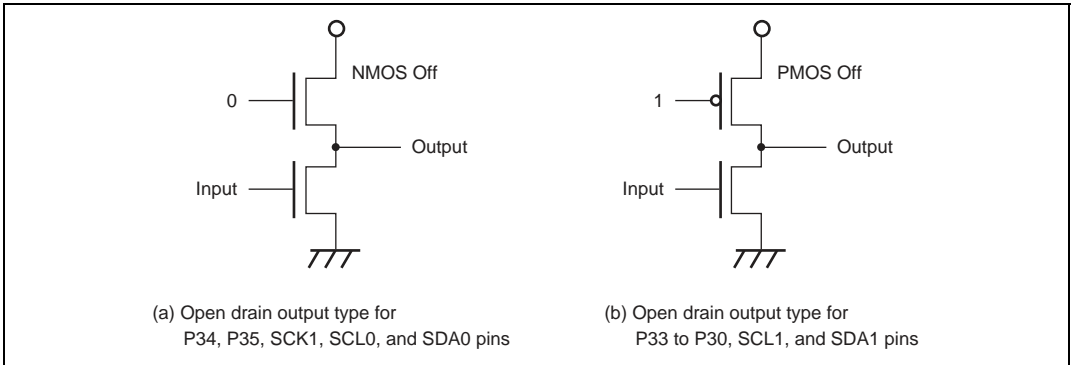 NMOS Off
0
Output
Input
(a) Open drain output type for
P34, P35, SCK1, SCL0, and SDA0 pins
PMOS Off
1
Output
Input
(b) Open drain output type for
P33 to P30, SCL1, and SDA1 pins